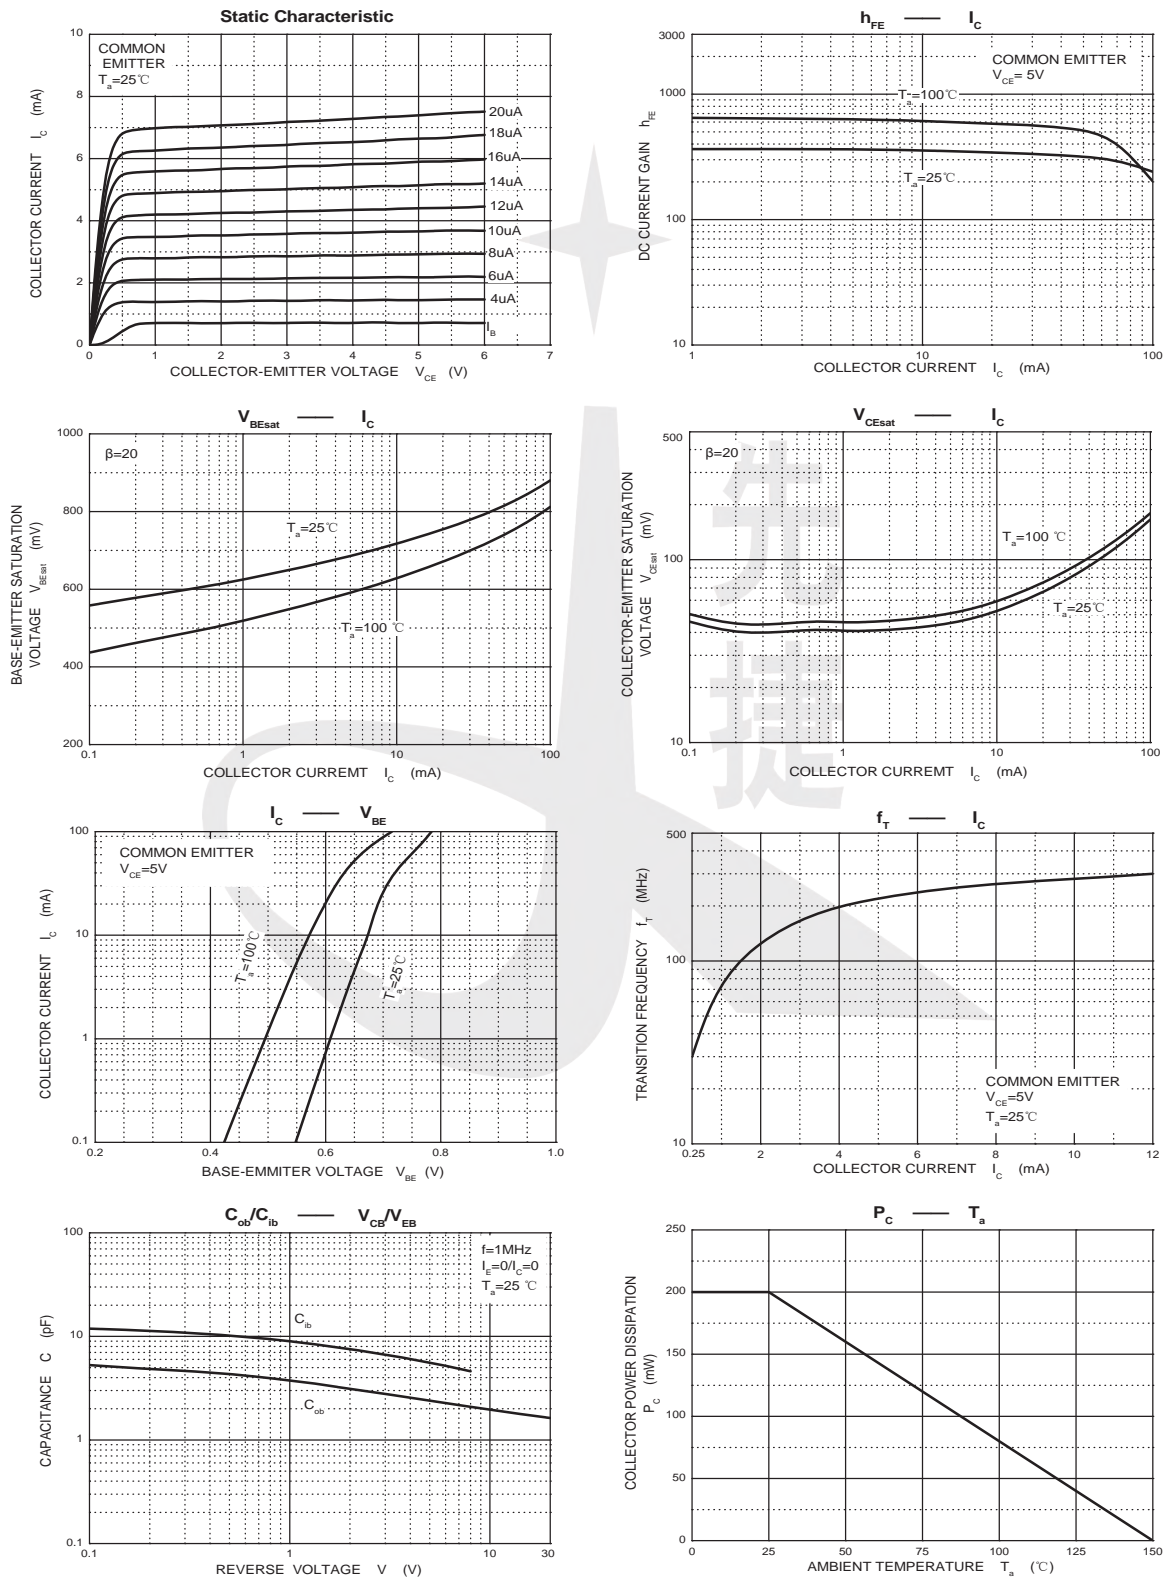 Static Characteristic
COMMON
EMITTER
Ta=25℃
COLLECTOR CURRENT IC (mA)
10
8
6
4
2
0
20uA
18uA
16uA
14uA
12uA
10uA
8uA
6uA
4uA
IB
0 1 2 3 4 5 6 7
COLLECTOR-EMITTER VOLTAGE VCE (V)
hFE —— IC
COMMON EMITTER
VCE= 5V
DC CURRENT GAIN hFE
3000
1000
100
10
Ta=100℃
Ta=25℃
1 10 100
COLLECTOR CURRENT IC (mA)
VBEsat —— IC
β=20
BASE-EMITTER SATURATION
VOLTAGE VBEsat (mV)
1000
800
600
400
200
Ta=25℃
Ta=100 ℃
0.1 1 10 100
COLLECTOR CURREMT IC (mA)
VCEsat —— IC
β=20
COLLECTOR-EMITTER SATURATION
VOLTAGE VCEsat (mV)
500
100
10
Ta=100 ℃
Ta=25℃
0.1 1 10 100
COLLECTOR CURREMT IC (mA)
先
捷
IC —— VBE
COMMON EMITTER
VCE=5V
COLLECTOR CURRENT IC (mA)
100
10
1
0.1
Ta=100℃
Ta=25℃
0.2 0.4 0.6 0.8 1.0
BASE-EMMITER VOLTAGE VBE (V)
fT —— IC
TRANSITION FREQUENCY fT (MHz)
500
100
10
COMMON EMITTER
VCE=5V
Ta=25℃
0.25 2 4 6 8 10 12
COLLECTOR CURRENT IC (mA)
Cob/Cib —— VCB/VEB
f=1MHz
IE=0/IC=0
Ta=25 ℃
CAPACITANCE C (pF)
100
10
1
0.1
Cib
Cob
0.1 1 10 30
REVERSE VOLTAGE V (V)
PC —— Ta
COLLECTOR POWER DISSIPATION
PC (mW)
250
200
150
100
50
0
0 25 50 75 100 125 150
AMBIENT TEMPERATURE Ta (℃)